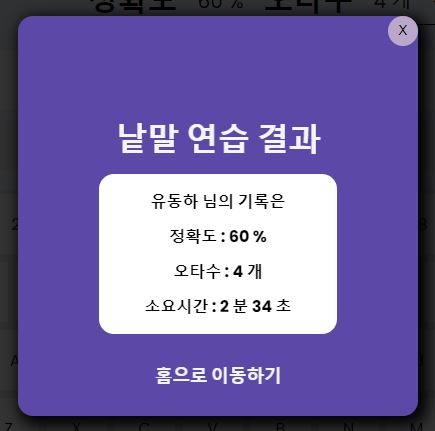 정확도 60 % 오타수 4 개
X
낱말 연습 결과
유동하 님의 기록은
정확도 : 60 %
오타수 : 4 개
소요시간 : 2 분 34 초
홈으로 이동하기
Z X C V B N M